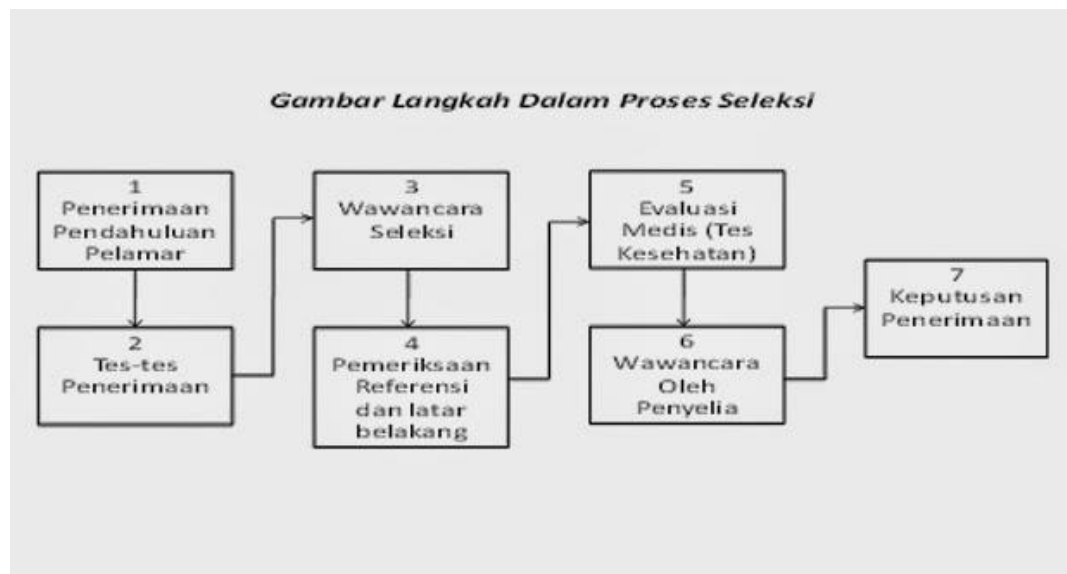 Gambar Langkah Dalam Proses Seleksi
1
Penerimaan
Pendahuluan
Pelamar
2
Tes-tes
Penerimaan
3
Wawancara
Seleksi
4
Pemeriksaan
Referensi
dan latar
belakang
5
Evaluasi
Medis (Tes
Kesehatan)
6
Wawancara
Oleh
Penyelia
7
Keputusan
Penerimaan